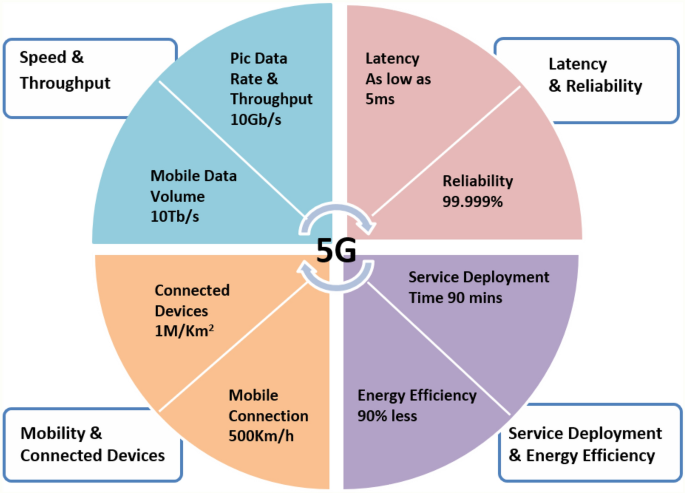 Speed &
Throughput
Pic Data
Rate &
Throughput
10Gb/s
Mobile Data
Volume
10Tb/s
Latency
As low as
5ms
Reliability
99.999%
Latency
& Reliability
5G
Connected
Devices
1M/Km²
Mobile
Connection
500Km/h
Mobility &
Connected Devices
Service Deployment
Time 90 mins
Energy Efficiency
90% less
Service Deployment
& Energy Efficiency